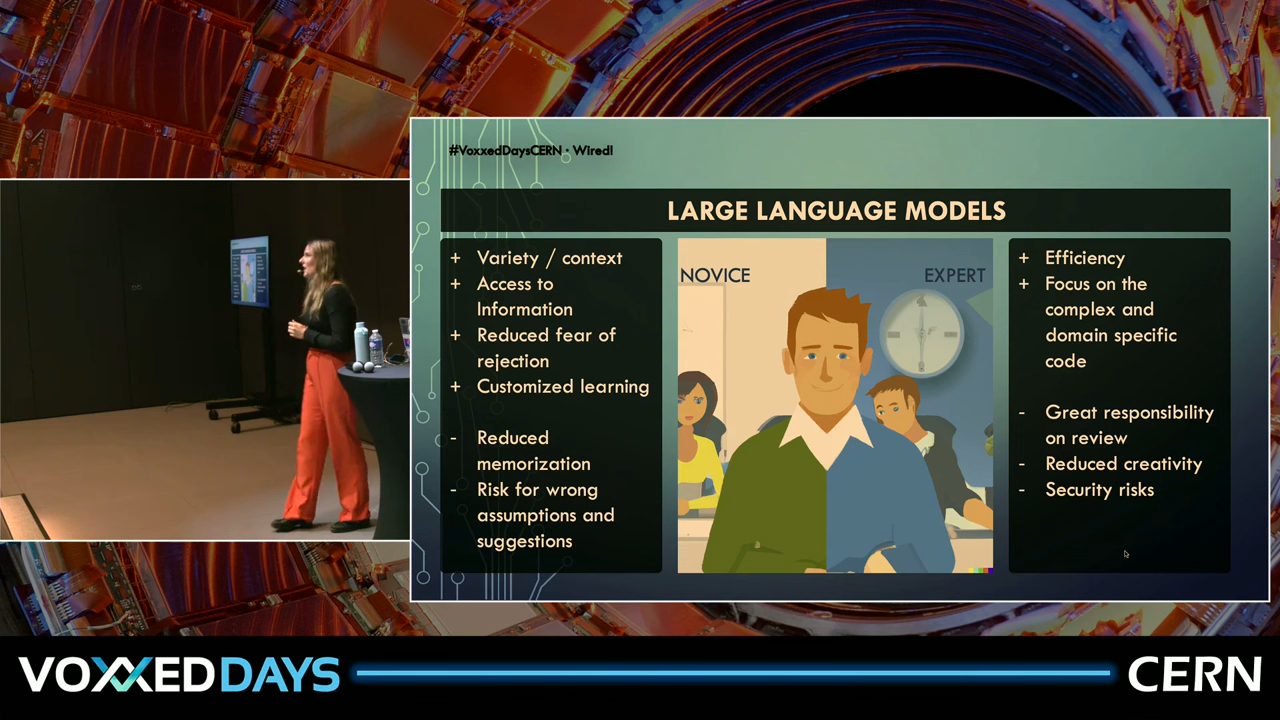 #VoxxedDaysCERN · Wired!
LARGE LANGUAGE MODELS
+ Variety / context
+ Access to
Information
+ Reduced fear of
rejection
+ Customized learning
- Reduced
memorization
- Risk for wrong
assumptions and
suggestions
NOVICE
EXPERT
+ Efficiency
+ Focus on the
complex and
domain specific
code
- Great responsibility
on review
- Reduced creativity
- Security risks
VOXXED DAYS
CERN